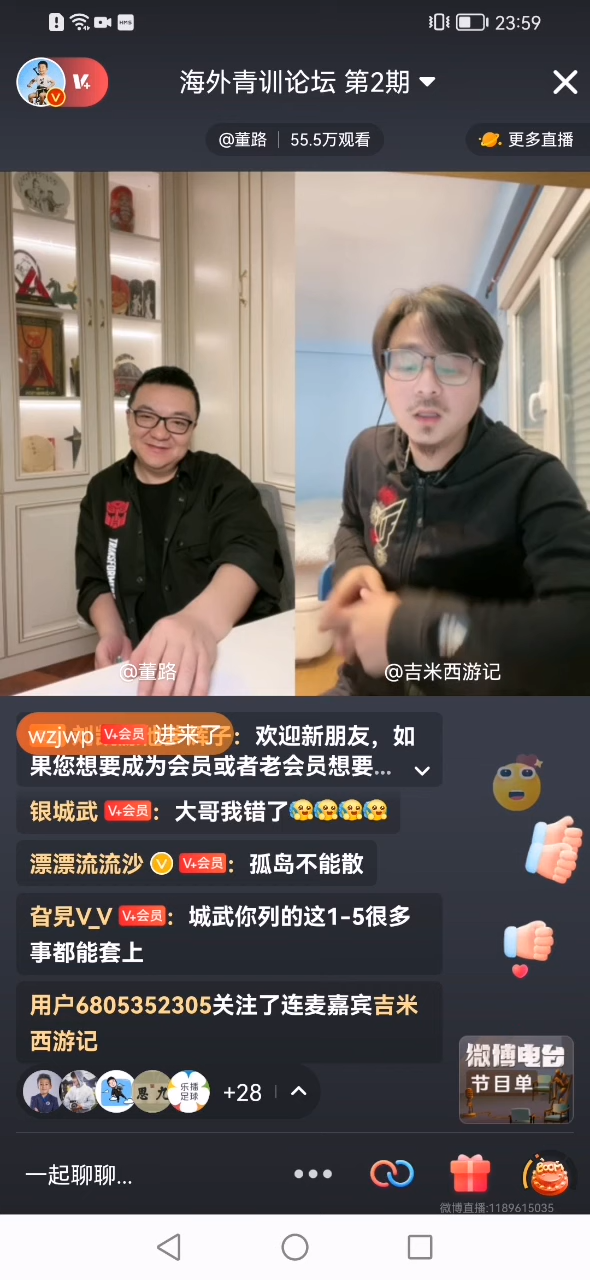 HMS
23:59
V+
海外青训论坛 第2期
@董路
55.5万观看
更多直播
TRANSFORMERS
@董路
@吉米西游记
wzjwp V+会员 进来了
：欢迎新朋友，如
果您想要成为会员或者老会员想要...
银城武 V+会员：大哥我错了
漂漂流流沙 V V+会员：孤岛不能散
旮旯V_V V+会员：城武你列的这1-5很多
事都能套上
用户6805352305关注了连麦嘉宾吉米
西游记
微博电台
节目单
思 九
乐播
足球
+28
一起聊聊...
BOOM
微博直播:1189615035